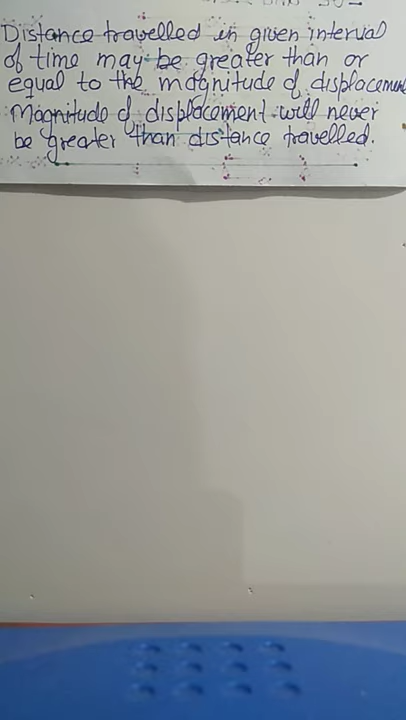 Distance travelled in given interval
of time may be greater than or
equal to the magnitude of displacement
Magnitude of displacement will never
be greater than distance travelled.